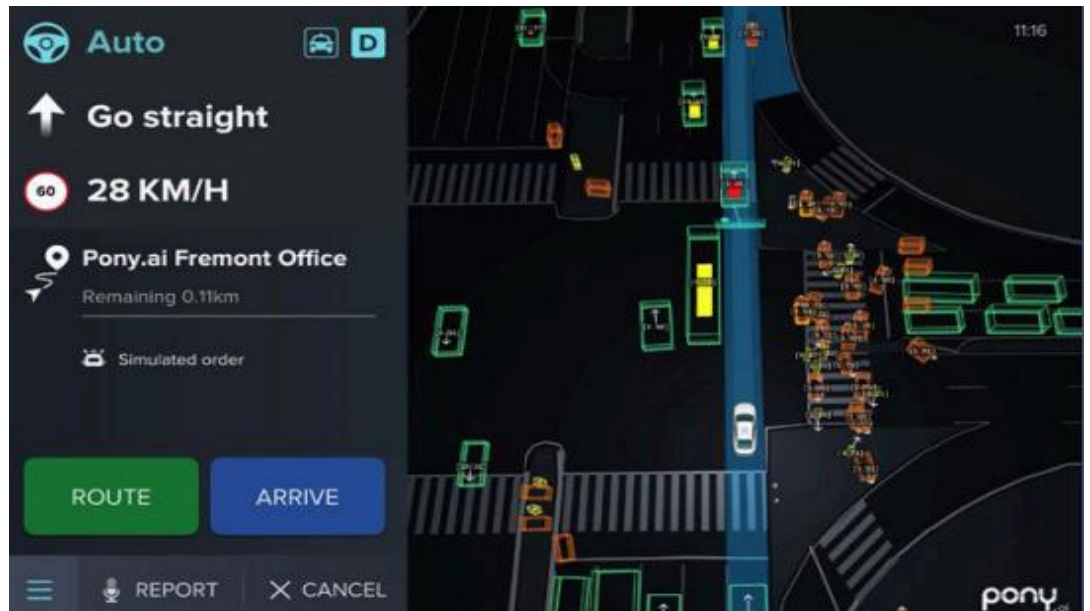 Auto
D
11:16
Go straight
60
28 KM/H
Pony.ai Fremont Office
Remaining 0.11km
Simulated order
ROUTE
ARRIVE
REPORT
CANCEL
pony